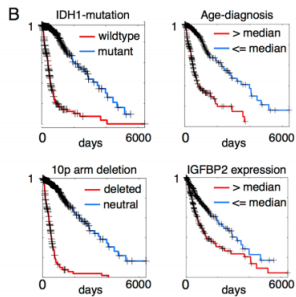 B
IDH1-mutation
1
wildtype
mutant
0
days
6000
Age-diagnosis
1
> median
<= median
0
days
6000
10p arm deletion
1
deleted
neutral
0
days
6000
IGFBP2 expression
1
> median
<= median
0
days
6000